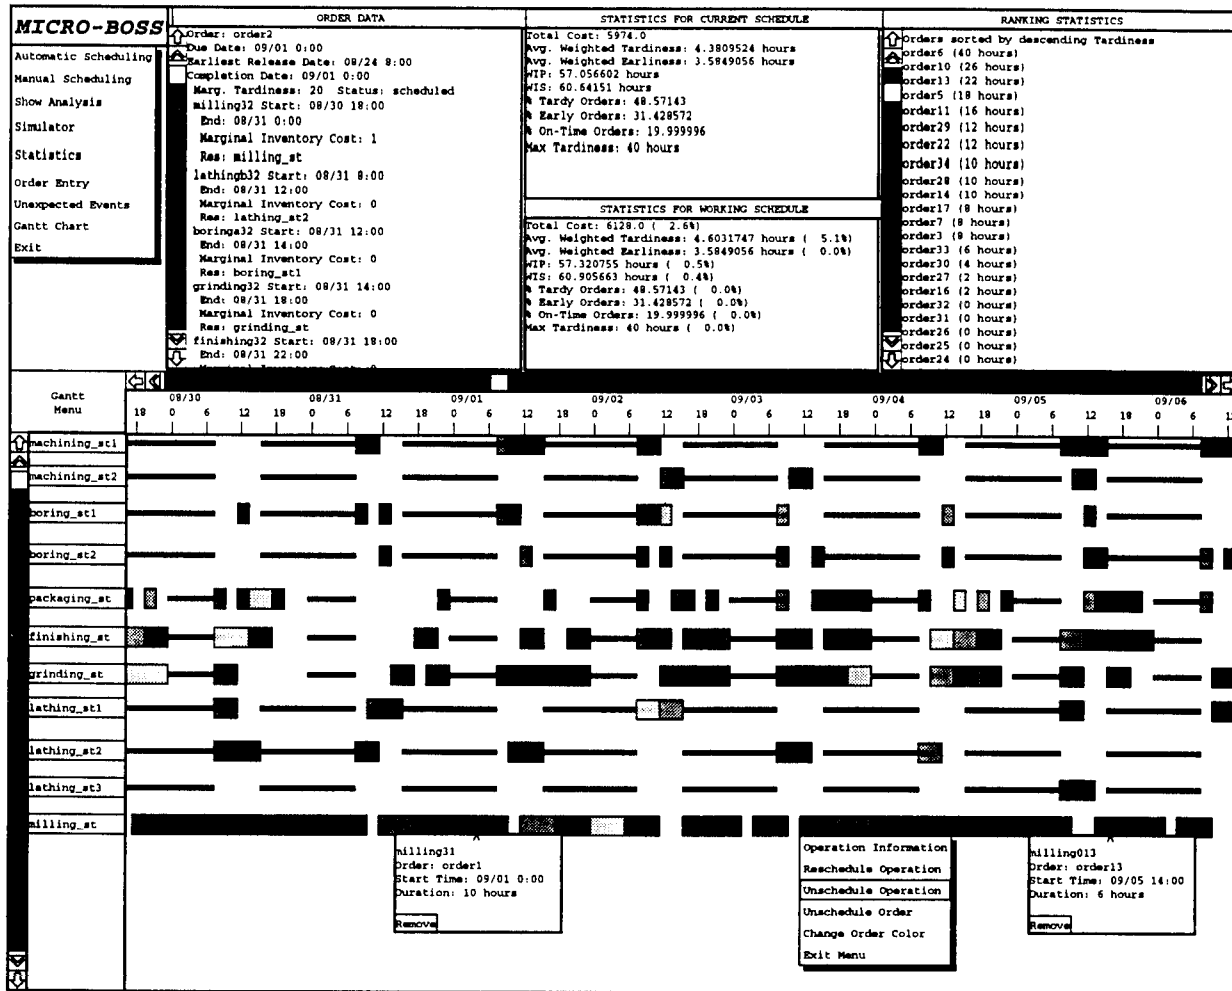 MICRO-BOSS
Automatic Scheduling
Manual Scheduling
Show Analysis
Simulator
Statistics
Order Entry
Unexpected Events
Gantt Chart
Exit
ORDER DATA
Order: order2
Due Date: 09/01 0:00
Earliest Release Date: 08/24 8:00
Completion Date: 09/01 0:00
Marg. Tardiness: 20 Status: scheduled
milling32 Start: 08/30 18:00
End: 08/31 0:00
Marginal Inventory Cost: 1
Res: milling_st
lathingb32 Start: 08/31 8:00
End: 08/31 12:00
Marginal Inventory Cost: 0
Res: lathing_st2
boringa32 Start: 08/31 12:00
End: 08/31 14:00
Marginal Inventory Cost: 0
Res: boring_st1
grinding32 Start: 08/31 14:00
End: 08/31 18:00
Marginal Inventory Cost: 0
Res: grinding_st
finishing32 Start: 08/31 18:00
End: 08/31 22:00
Marginal Inventory Cost: 0
STATISTICS FOR CURRENT SCHEDULE
Total Cost: 5974.0
Avg. Weighted Tardiness: 4.3809524 hours
Avg. Weighted Earliness: 3.5849056 hours
WIP: 57.056602 hours
WIS: 60.64151 hours
% Tardy Orders: 48.57143
% Early Orders: 31.428572
% On-Time Orders: 19.999996
Max Tardiness: 40 hours
STATISTICS FOR WORKING SCHEDULE
Total Cost: 6128.0 ( 2.6%)
Avg. Weighted Tardiness: 4.6031747 hours ( 5.1%)
Avg. Weighted Earliness: 3.5849056 hours ( 0.0%)
WIP: 57.320755 hours ( 0.5%)
WIS: 60.905663 hours ( 0.4%)
% Tardy Orders: 48.57143 ( 0.0%)
% Early Orders: 31.428572 ( 0.0%)
% On-Time Orders: 19.999996 ( 0.0%)
Max Tardiness: 40 hours ( 0.0%)
RANKING STATISTICS
Orders sorted by descending Tardiness
order6 (40 hours)
order10 (26 hours)
order13 (22 hours)
order5 (18 hours)
order11 (16 hours)
order29 (12 hours)
order22 (12 hours)
order34 (10 hours)
order28 (10 hours)
order14 (10 hours)
order17 (8 hours)
order7 (8 hours)
order3 (8 hours)
order33 (6 hours)
order30 (4 hours)
order27 (2 hours)
order16 (2 hours)
order32 (0 hours)
order31 (0 hours)
order26 (0 hours)
order25 (0 hours)
order24 (0 hours)
Gantt
Menu
08/30 08/31 09/01 09/02 09/03 09/04 09/05 09/06
18 0 6 12 18 0 6 12 18 0 6 12 18 0 6 12 18 0 6 12 18 0 6 12 18 0 6 12 18 0 6 1
machining_st1
machining_st2
boring_st1
boring_st2
packaging_st
finishing_st
grinding_st
lathing_st1
lathing_st2
lathing_st3
milling_st
milling31
Order: order1
Start Time: 09/01 0:00
Duration: 10 hours
Remove
Operation Information
Reschedule Operation
Unschedule Operation
Unschedule Order
Change Order Color
Exit Menu
milling013
Order: order13
Start Time: 09/05 14:00
Duration: 6 hours
Remove